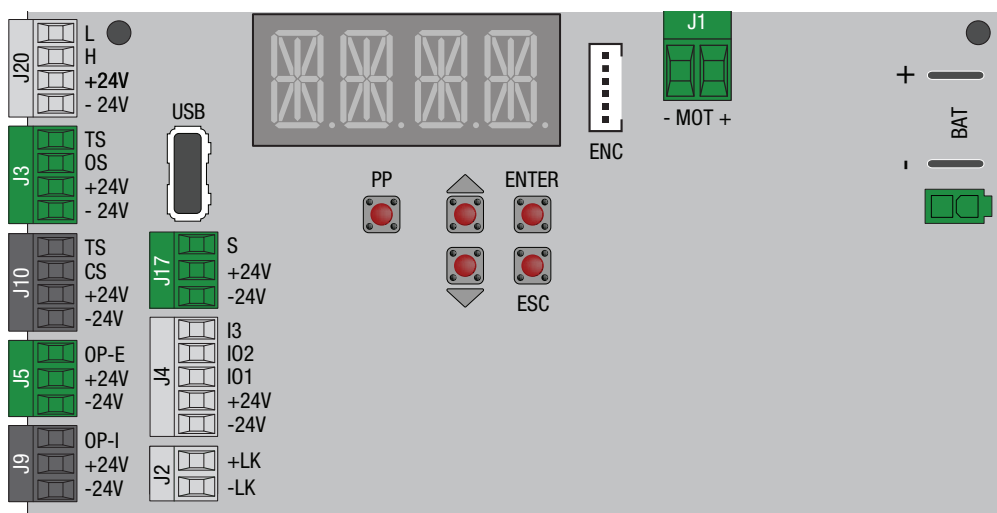 J20
L
H
+24V
- 24V
J3
TS
OS
+24V
- 24V
J10
TS
CS
+24V
-24V
J5
OP-E
+24V
-24V
J9
OP-I
+24V
-24V
USB
J17
S
+24V
-24V
J4
I3
IO2
IO1
+24V
-24V
J2
+LK
-LK
PP
ENTER
ESC
ENC
J1
- MOT +
+
BAT
-